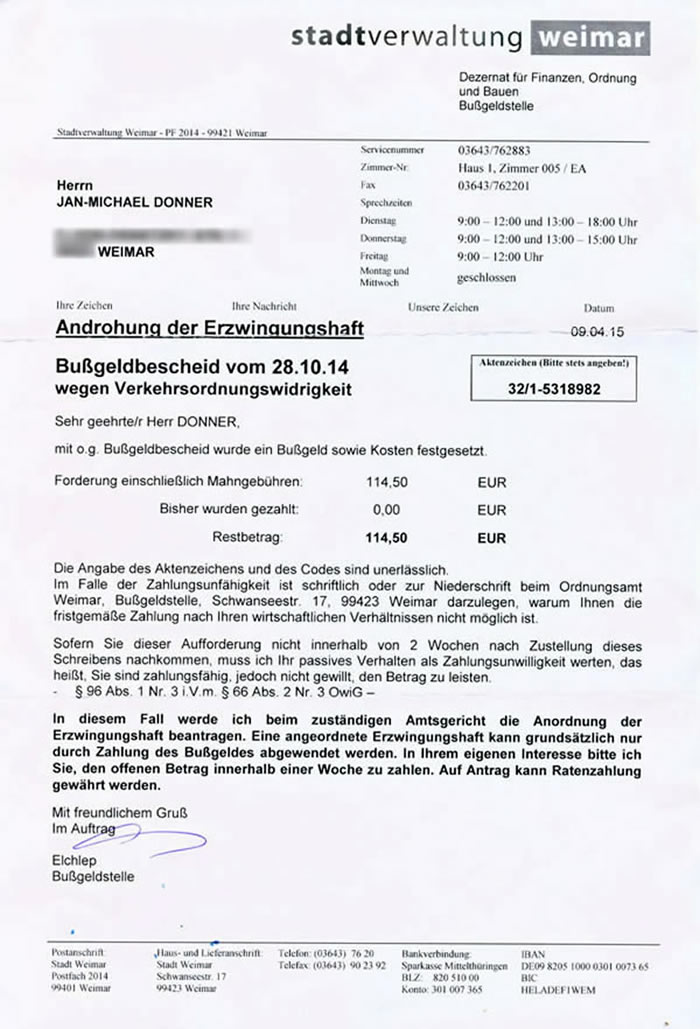 stadtverwaltung weimar
Dezernat für Finanzen, Ordnung
und Bauen
Bußgeldstelle
Stadtverwaltung Weimar - PF 2014 - 99421 Weimar
Servicenummer 03643/762883
Zimmer-Nr: Haus 1, Zimmer 005 / EA
Fax 03643/762201
Sprechzeiten
Dienstag 9:00 – 12:00 und 13:00 - 18:00 Uhr
Donnerstag 9:00 – 12:00 und 13:00 - 15:00 Uhr
Freitag 9:00 – 12:00 Uhr
Montag und
Mittwoch geschlossen
Herrn
JAN-MICHAEL DONNER
WEIMAR
Ihre Zeichen Ihre Nachricht Unsere Zeichen Datum
Androhung der Erzwingungshaft 09.04.15
Bußgeldbescheid vom 28.10.14
wegen Verkehrsordnungswidrigkeit
Aktenzeichen (Bitte stets angeben!)
32/1-5318982
Sehr geehrte/r Herr DONNER,
mit o.g. Bußgeldbescheid wurde ein Bußgeld sowie Kosten festgesetzt.
Forderung einschließlich Mahngebühren: 114,50 EUR
Bisher wurden gezahlt: 0,00 EUR
Restbetrag: 114,50 EUR
Die Angabe des Aktenzeichens und des Codes sind unerlässlich.
Im Falle der Zahlungsunfähigkeit ist schriftlich oder zur Niederschrift beim Ordnungsamt
Weimar, Bußgeldstelle, Schwanseestr. 17, 99423 Weimar darzulegen, warum Ihnen die
fristgemäße Zahlung nach Ihren wirtschaftlichen Verhältnissen nicht möglich ist.
Sofern Sie dieser Aufforderung nicht innerhalb von 2 Wochen nach Zustellung dieses
Schreibens nachkommen, muss ich Ihr passives Verhalten als Zahlungsunwilligkeit werten, das
heißt, Sie sind zahlungsfähig, jedoch nicht gewillt, den Betrag zu leisten.
- § 96 Abs. 1 Nr. 3 i.V.m. § 66 Abs. 2 Nr. 3 OwiG –
In diesem Fall werde ich beim zuständigen Amtsgericht die Anordnung der
Erzwingungshaft beantragen. Eine angeordnete Erzwingungshaft kann grundsätzlich nur
durch Zahlung des Bußgeldes abgewendet werden. In Ihrem eigenen Interesse bitte ich
Sie, den offenen Betrag innerhalb einer Woche zu zahlen. Auf Antrag kann Ratenzahlung
gewährt werden.
Mit freundlichem Gruß
Im Auftrag
Elchlep
Bußgeldstelle
Postanschrift:
Stadt Weimar
Postfach 2014
99401 Weimar
Haus- und Lieferanschrift:
Stadt Weimar
Schwanseestr. 17
99423 Weimar
Telefon: (03643) 76 20
Telefax: (03643) 90 23 92
Bankverbindung:
Sparkasse Mittelthüringen
BLZ: 820 510 00
Konto: 301 007 365
IBAN
DE09 8205 1000 0301 0073 65
BIC
HELADEF1WEM